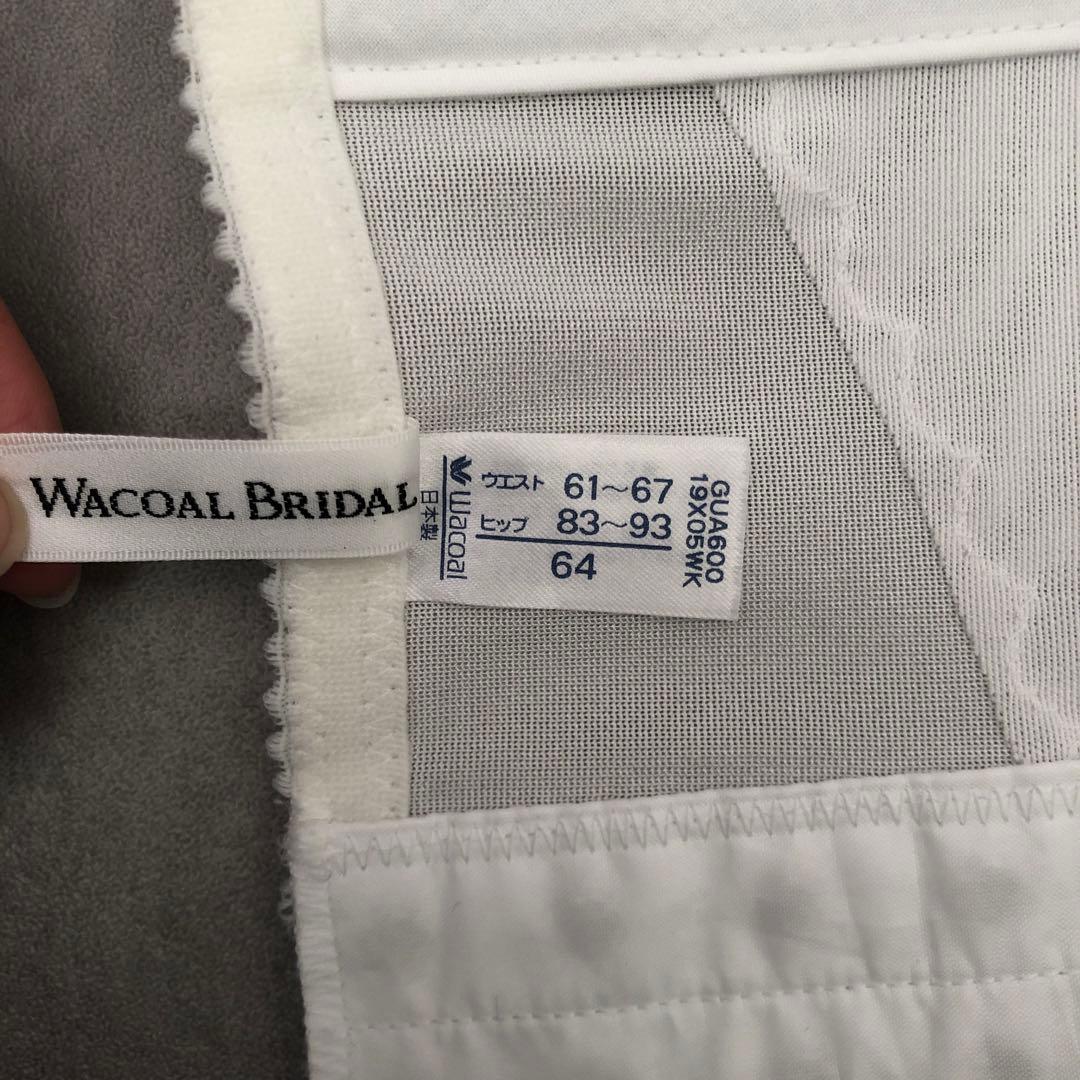 WACOAL BRIDAL
日本製
Wacoal
ウエスト 61〜67
ヒップ 83〜93
64
GUA600
19X05WK